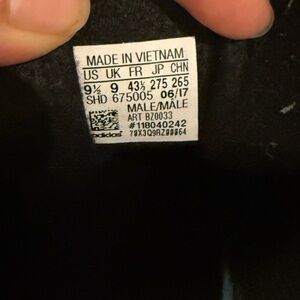 MADE IN VIETNAM
US UK FR JP CHN
9½ 9 43⅓ 275 265
SHD 675005 06/17
MALE/MÂLE
ART BZ0033
#118040242
adidas